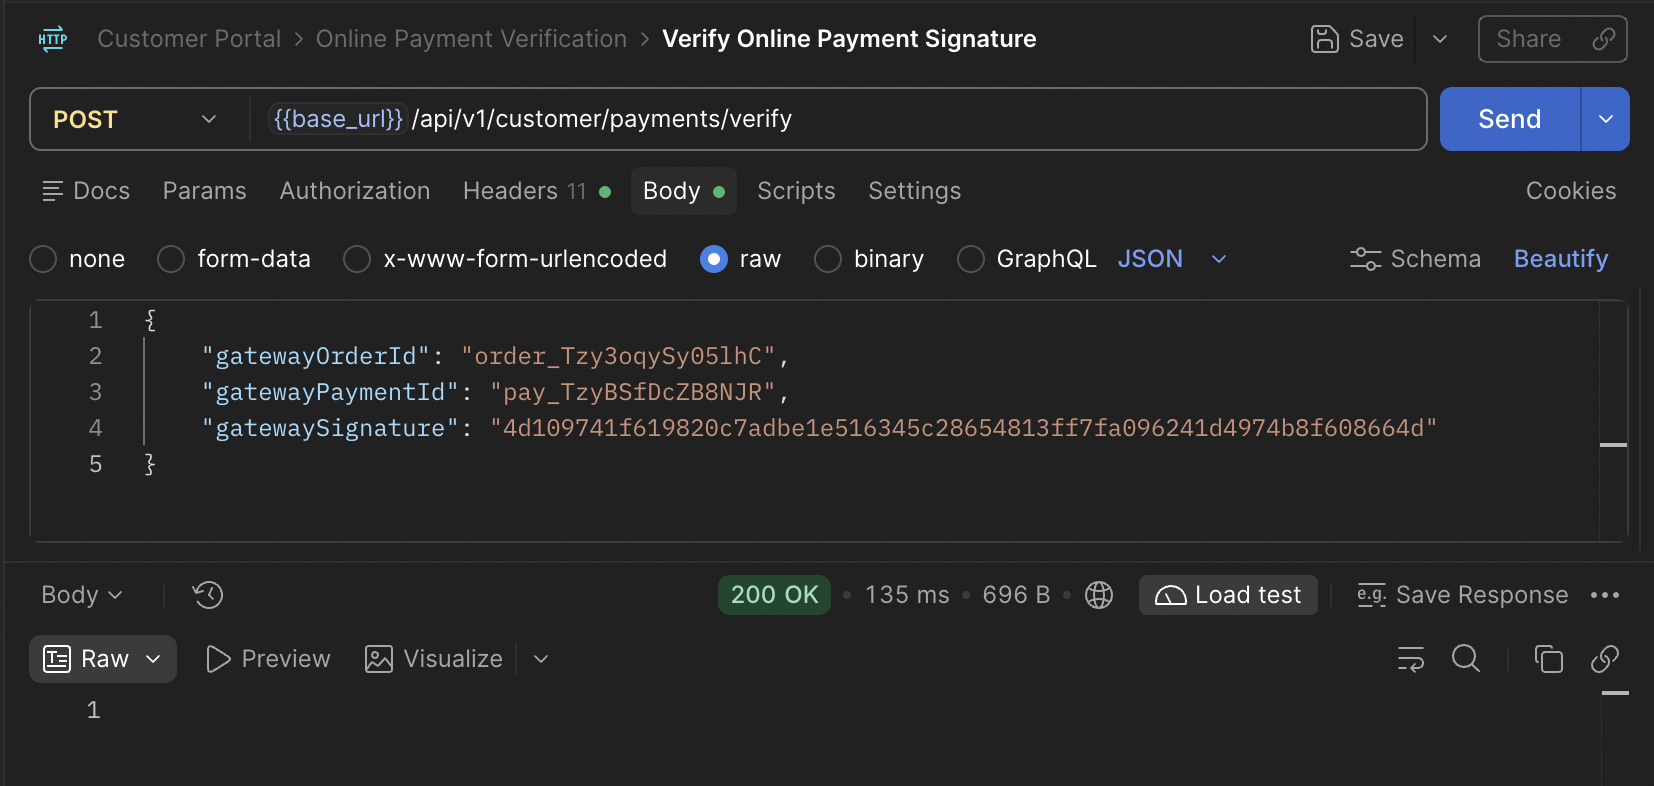 HTTP Customer Portal > Online Payment Verification > Verify Online Payment Signature Save Share
POST {{base_url}}/api/v1/customer/payments/verify Send
Docs Params Authorization Headers 11 Body Scripts Settings Cookies
none form-data x-www-form-urlencoded raw binary GraphQL JSON Schema Beautify
1 {
2 "gatewayOrderId": "order_Tzy3oqySy05lhC",
3 "gatewayPaymentId": "pay_TzyBSfDcZB8NJR",
4 "gatewaySignature": "4d109741f619820c7adbe1e516345c28654813ff7fa096241d4974b8f608664d"
5 }
Body 200 OK • 135 ms • 696 B • Load test e.g. Save Response
Raw Preview Visualize
1